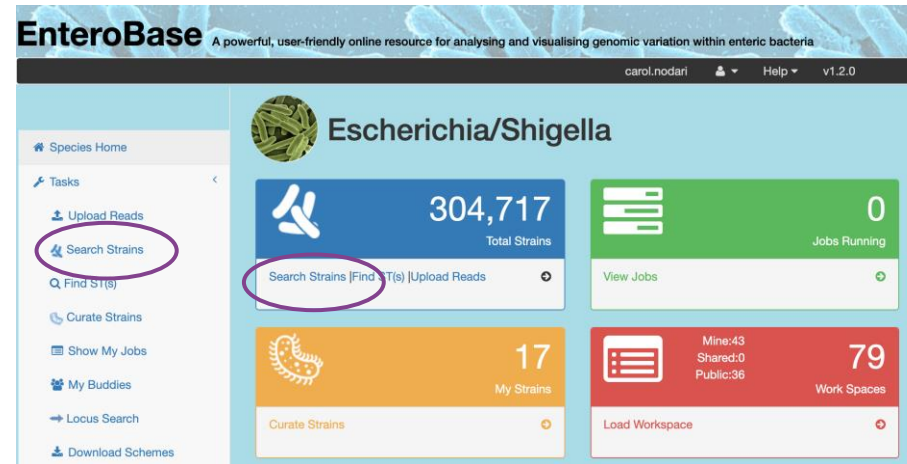 EnteroBase A powerful, user-friendly online resource for analysing and visualising genomic variation within enteric bacteria
carol.nodari Help v1.2.0
Escherichia/Shigella
Species Home
Tasks
Upload Reads
Search Strains
Find ST(s)
Curate Strains
Show My Jobs
My Buddies
Locus Search
Download Schemes
304,717
Total Strains
Search Strains |Find ST(s) |Upload Reads
0
Jobs Running
View Jobs
17
My Strains
Curate Strains
Mine:43
Shared:0
Public:36
79
Work Spaces
Load Workspace